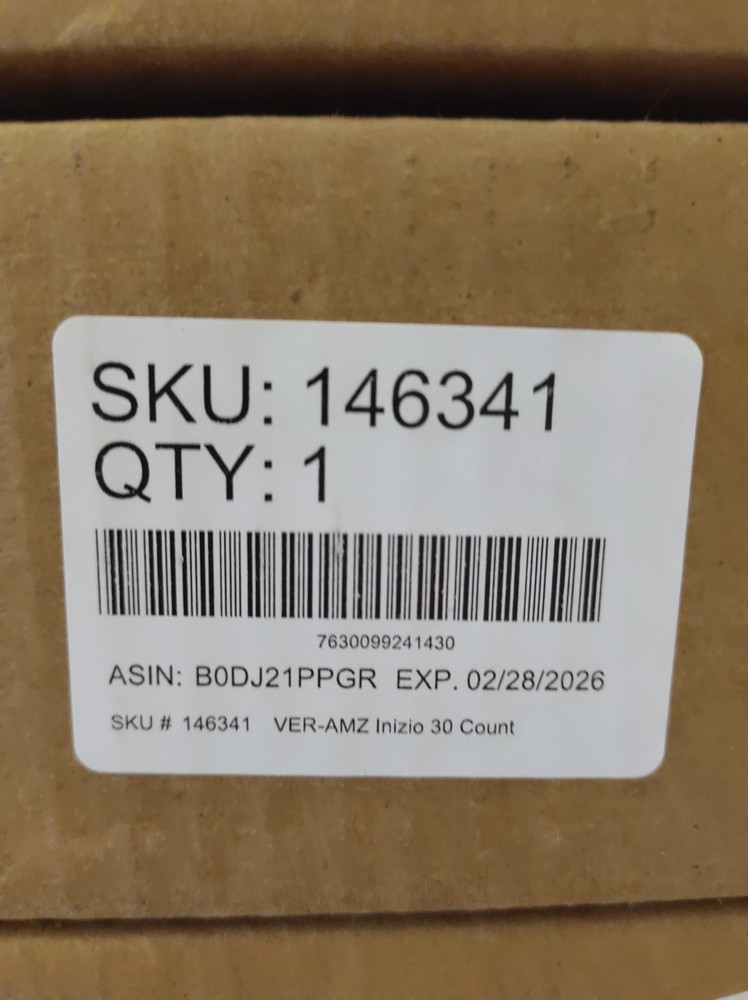 SKU: 146341
QTY: 1
7630099241430
ASIN: B0DJ21PPGR EXP. 02/28/2026
SKU # 146341 VER-AMZ Inizio 30 Count